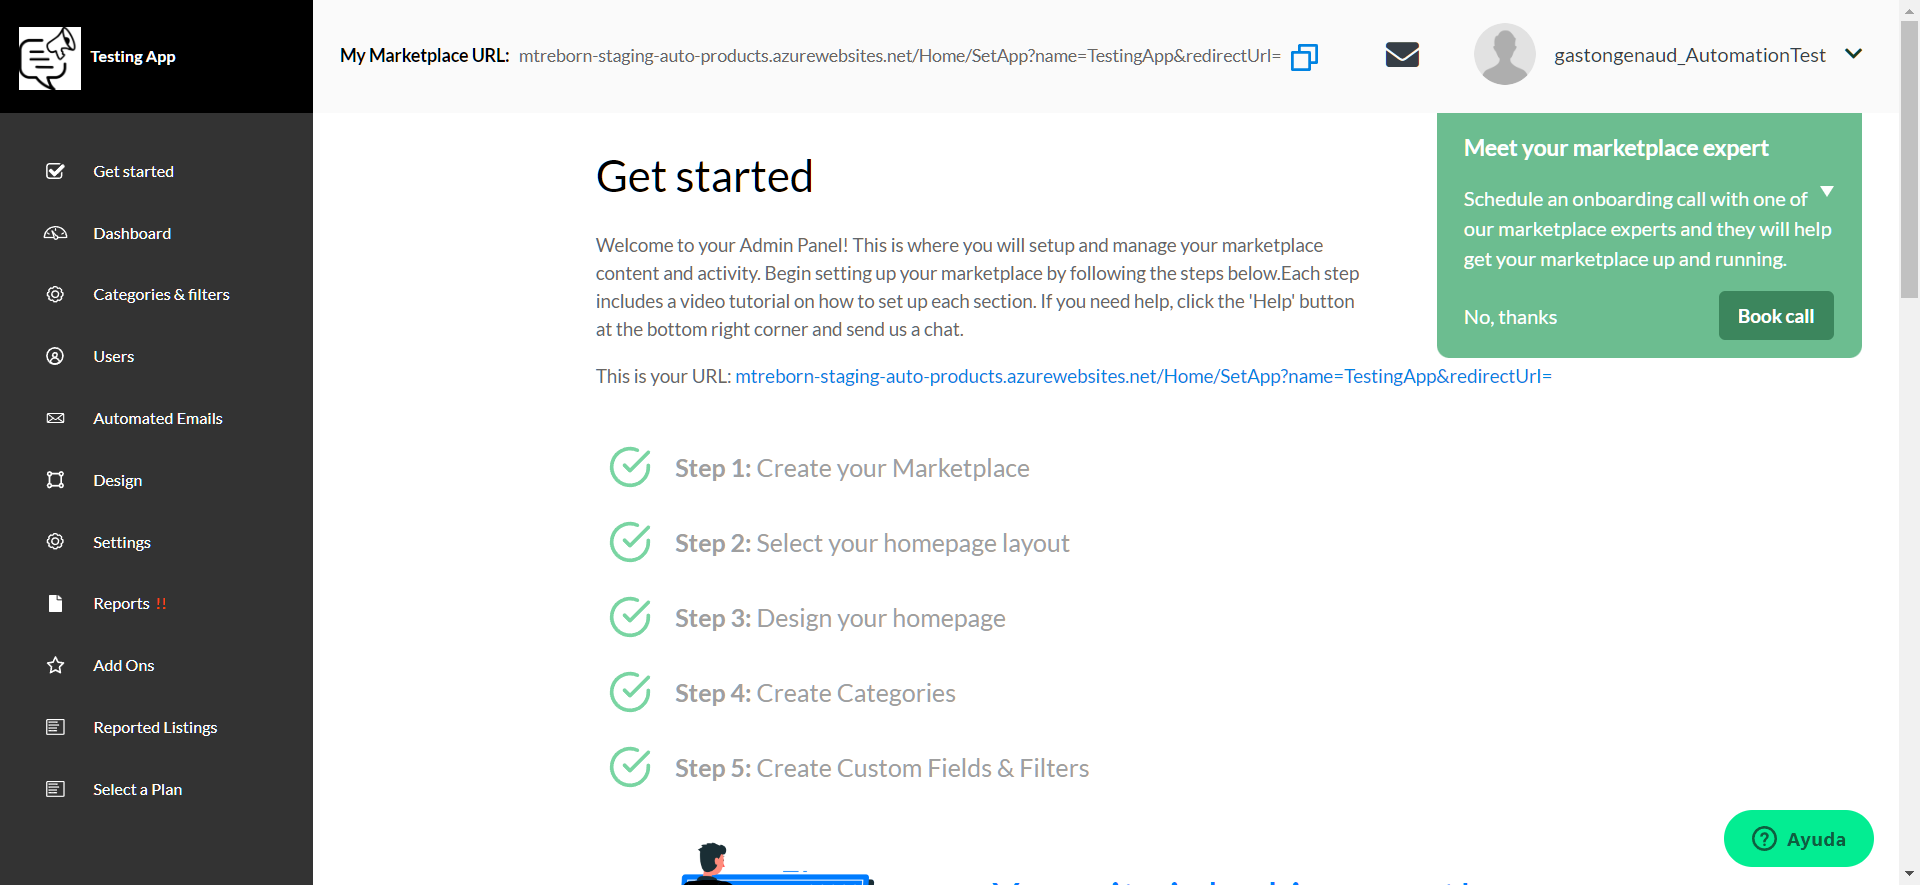 Testing App
My Marketplace URL: mtreborn-staging-auto-products.azurewebsites.net/Home/SetApp?name=TestingApp&redirectUrl=
gastongenaud_AutomationTest
Get started
Dashboard
Categories & filters
Users
Automated Emails
Design
Settings
Reports !!
Add Ons
Reported Listings
Select a Plan
Get started
Welcome to your Admin Panel! This is where you will setup and manage your marketplace
content and activity. Begin setting up your marketplace by following the steps below.Each step
includes a video tutorial on how to set up each section. If you need help, click the 'Help' button
at the bottom right corner and send us a chat.
This is your URL: mtreborn-staging-auto-products.azurewebsites.net/Home/SetApp?name=TestingApp&redirectUrl=
Meet your marketplace expert
Schedule an onboarding call with one of
our marketplace experts and they will help
get your marketplace up and running.
No, thanks
Book call
Step 1: Create your Marketplace
Step 2: Select your homepage layout
Step 3: Design your homepage
Step 4: Create Categories
Step 5: Create Custom Fields & Filters
Ayuda